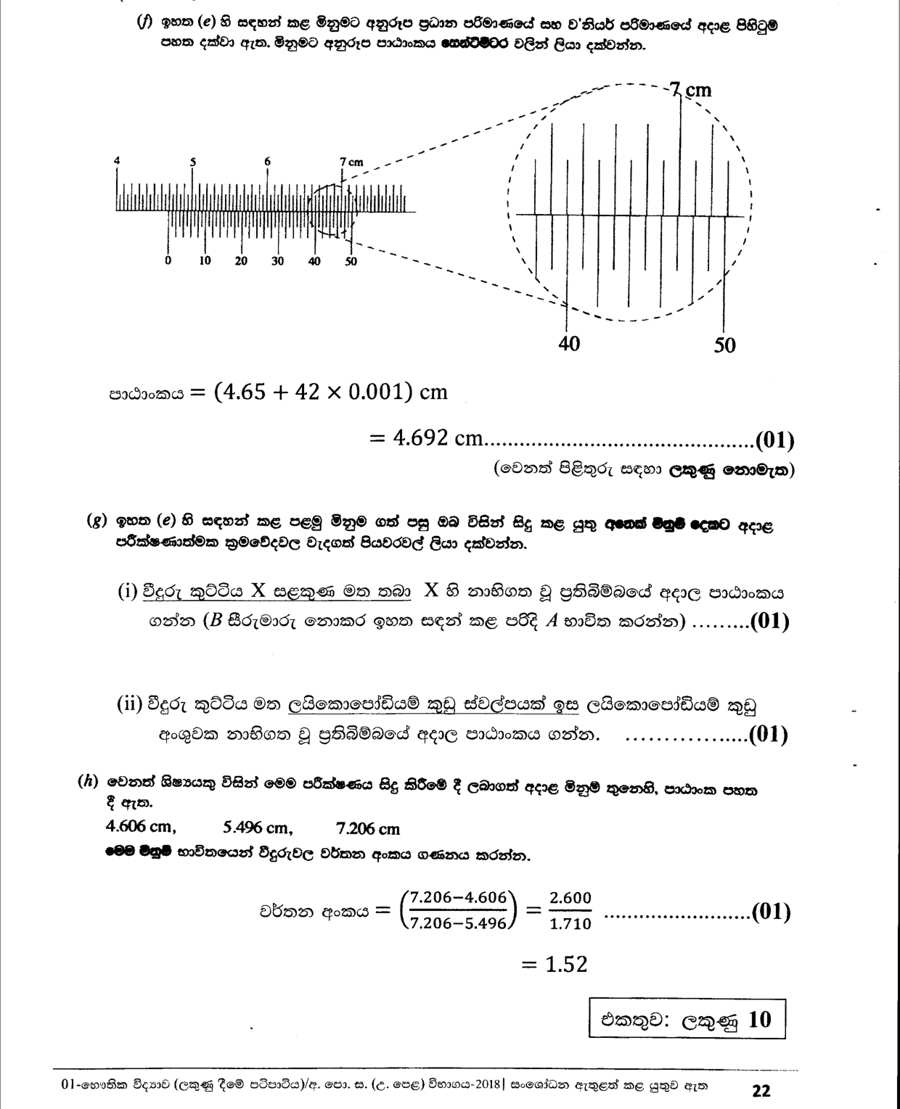 (f) ඉහත (e) හි සඳහන් කළ මිනුමට අනුරූප ප්‍රධාන පරිමාණයේ සහ ව'නියර් පරිමාණයේ අදාළ පිහිටුම්
පහත දක්වා ඇත. මිනුමට අනුරූප පාඨාංකය සෙන්ටිමීටර වලින් ලියා දක්වන්න.
7 cm
4 5 6 7 cm
0 10 20 30 40 50
40 50
පාඨාංකය = (4.65 + 42 × 0.001) cm
= 4.692 cm.............................................(01)
(වෙනත් පිළිතුරු සඳහා ලකුණු නොමැත)
(g) ඉහත (e) හි සඳහන් කළ පළමු මිනුම ගත් පසු ඔබ විසින් සිදු කළ යුතු අනෙක් මිනුම් දෙකට අදාළ
පරීක්ෂණාත්මක ක්‍රමවේදවල වැදගත් පියවරවල් ලියා දක්වන්න.
(i) වීදුරු කුට්ටිය X සළකුණ මත තබා X හි නාභිගත වූ ප්‍රතිබිම්බයේ අදාල පාඨාංකය
ගන්න (B සීරුමාරු නොකර ඉහත සඳන් කළ පරිදි A භාවිත කරන්න) .........(01)
(ii) වීදුරු කුට්ටිය මත ලයිකොපෝඩියම් කුඩු ස්වල්පයක් ඉස ලයිකොපෝඩියම් කුඩු
අංශුවක නාභිගත වූ ප්‍රතිබිම්බයේ අදාල පාඨාංකය ගන්න. .................(01)
(h) වෙනත් ශිෂ්‍යයකු විසින් මෙම පරීක්ෂණය සිදු කිරීමේ දී ලබාගත් අදාළ මිනුම් තුනෙහි, පාඨාංක පහත
දී ඇත.
4.606 cm, 5.496 cm, 7.206 cm
මෙම මිනුම් භාවිතයෙන් වීදුරුවල වර්තන අංකය ගණනය කරන්න.
වර්තන අංකය = (7.206−4.606 / 7.206−5.496) = 2.600 / 1.710 ..........................(01)
= 1.52
එකතුව: ලකුණු 10
01-භෞතික විද්‍යාව (ලකුණු දීමේ පටිපාටිය)/අ. පො. ස. (උ. පෙළ) විභාගය-2018| සංශෝධන ඇතුළත් කළ යුතුව ඇත
22